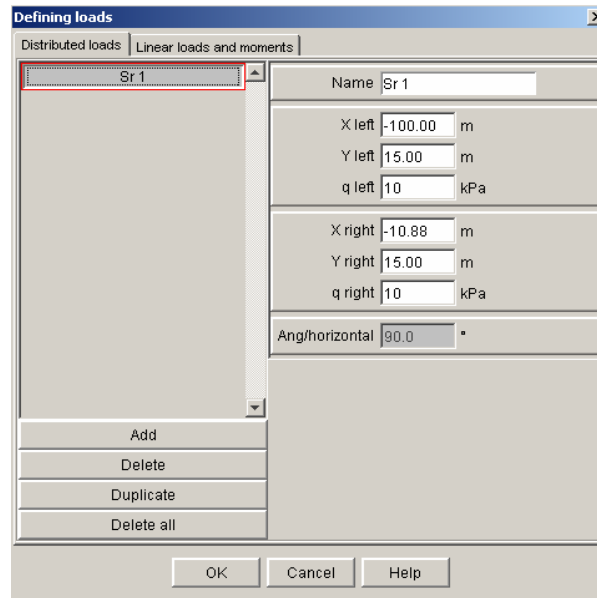 Defining loads
Distributed loads Linear loads and moments
Sr 1
Name Sr 1
X left -100.00 m
Y left 15.00 m
q left 10 kPa
X right -10.88 m
Y right 15.00 m
q right 10 kPa
Ang/horizontal 90.0 °
Add
Delete
Duplicate
Delete all
OK Cancel Help